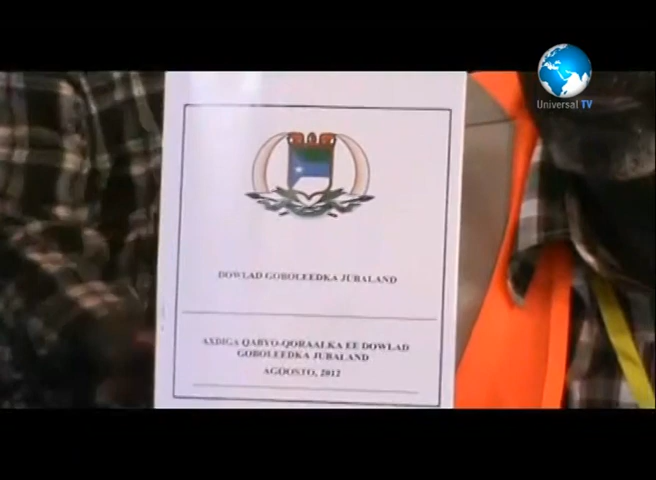 Universal TV
DOWLAD GOBOLEEDKA JUBALAND
AXDIGA QABYO-QORAALKA EE DOWLAD
GOBOLEEDKA JUBALAND
AGOOSTO, 2012